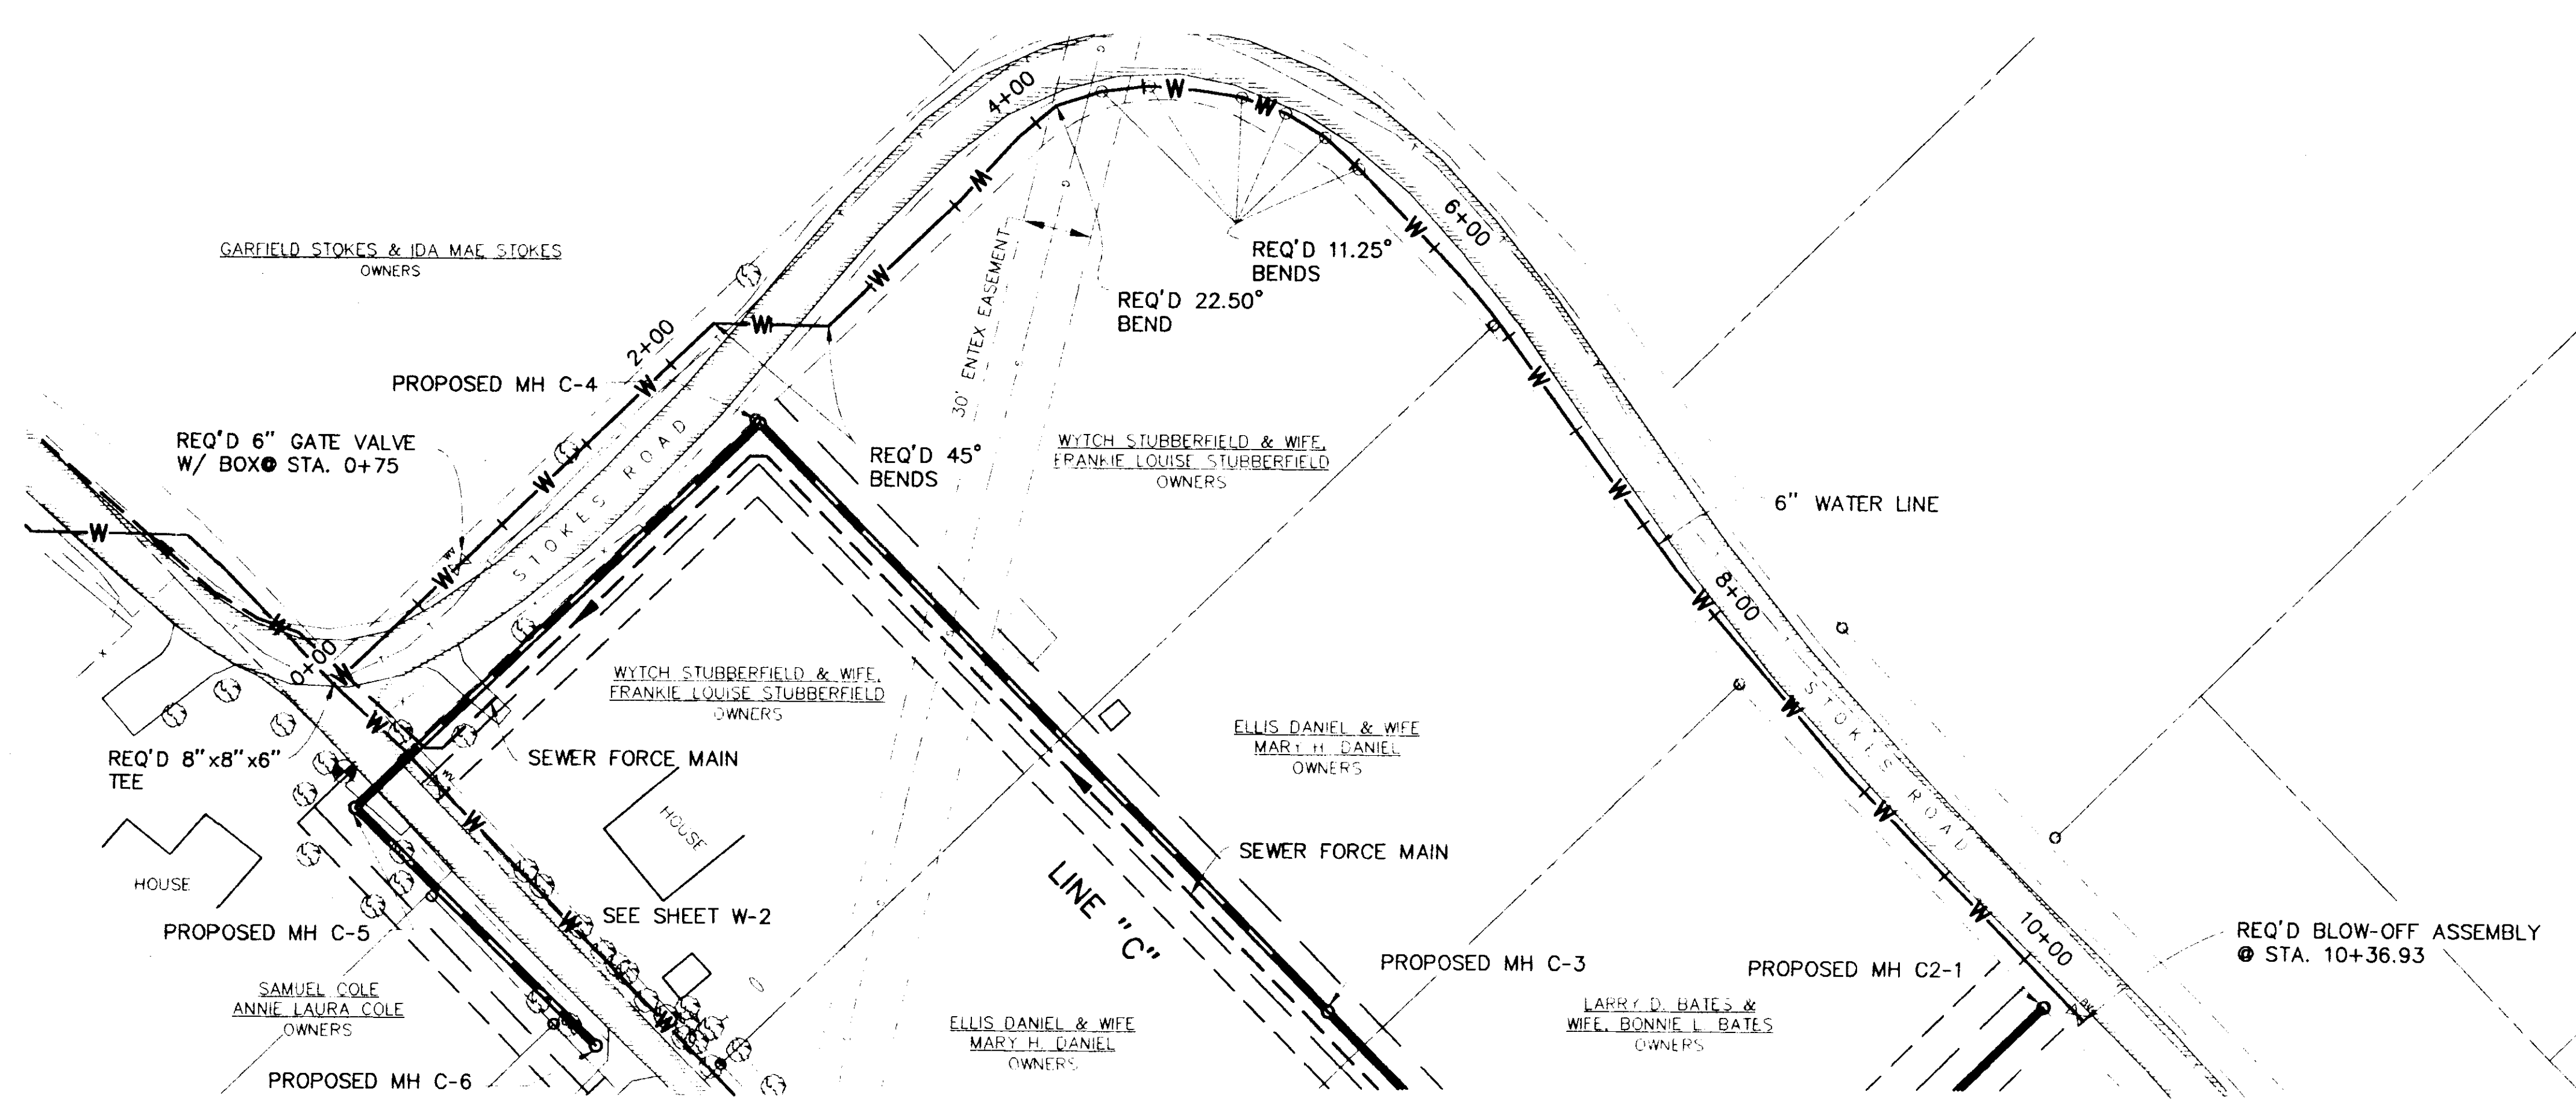 4+00
W
W
GARFIELD STOKES & IDA MAE STOKES
OWNERS
W
6+00
W
REQ'D 11.25°
BENDS
W
REQ'D 22.50°
BEND
30' ENTEX EASEMENT
W
2+00
PROPOSED MH C-4
W
W
REQ'D 6" GATE VALVE
W/ BOX@ STA. 0+75
REQ'D 45°
BENDS
WYTCH STUBBERFIELD & WIFE,
FRANKIE LOUISE STUBBERFIELD
OWNERS
STOKES ROAD
W
W
6" WATER LINE
W
WV
W
W
8+00
W
0+00
W
W
WYTCH STUBBERFIELD & WIFE,
FRANKIE LOUISE STUBBERFIELD
OWNERS
REQ'D 8"x8"x6"
TEE
SEWER FORCE MAIN
WV
ELLIS DANIEL & WIFE
MARY H. DANIEL
OWNERS
W
STOKES ROAD
W
HOUSE
HOUSE
SEWER FORCE MAIN
W
LINE "C"
SEE SHEET W-2
W
PROPOSED MH C-5
PROPOSED MH C-3
PROPOSED MH C2-1
W
10+00
REQ'D BLOW-OFF ASSEMBLY
@ STA. 10+36.93
SAMUEL COLE
ANNIE LAURA COLE
OWNERS
W
ELLIS DANIEL & WIFE
MARY H. DANIEL
OWNERS
LARRY D. BATES &
WIFE, BONNIE L. BATES
OWNERS
PROPOSED MH C-6